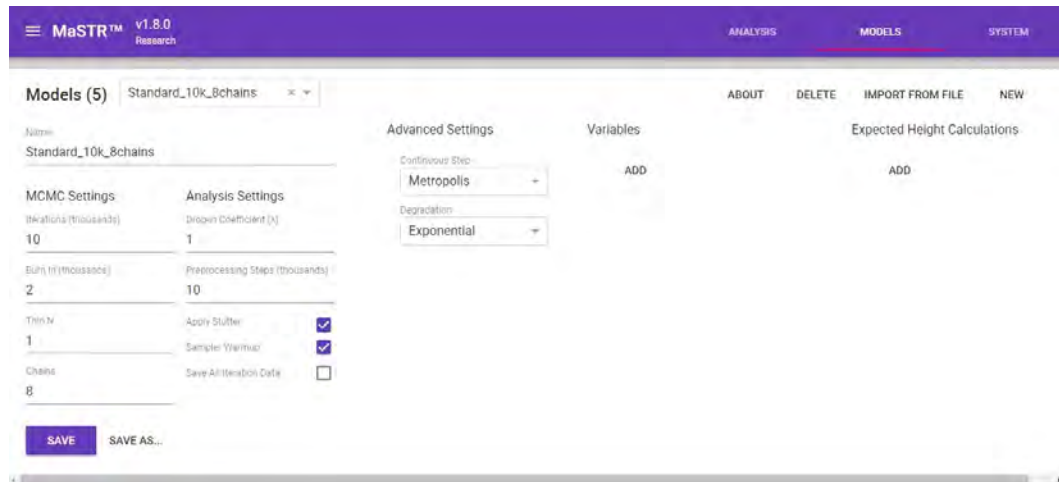 MaSTR™ v1.8.0
Research
ANALYSIS MODELS SYSTEM
Models (5) Standard_10k_8chains × ABOUT DELETE IMPORT FROM FILE NEW
Name
Standard_10k_8chains
MCMC Settings
Iterations (thousands)
10
Burn In (thousands)
2
Thin N
1
Chains
8
Analysis Settings
Dropin Coefficient (λ)
1
Preprocessing Steps (thousands)
10
Apply Stutter
Sampler Warmup
Save All Iteration Data
SAVE SAVE AS...
Advanced Settings
Continuous Step
Metropolis
Degradation
Exponential
Variables
ADD
Expected Height Calculations
ADD